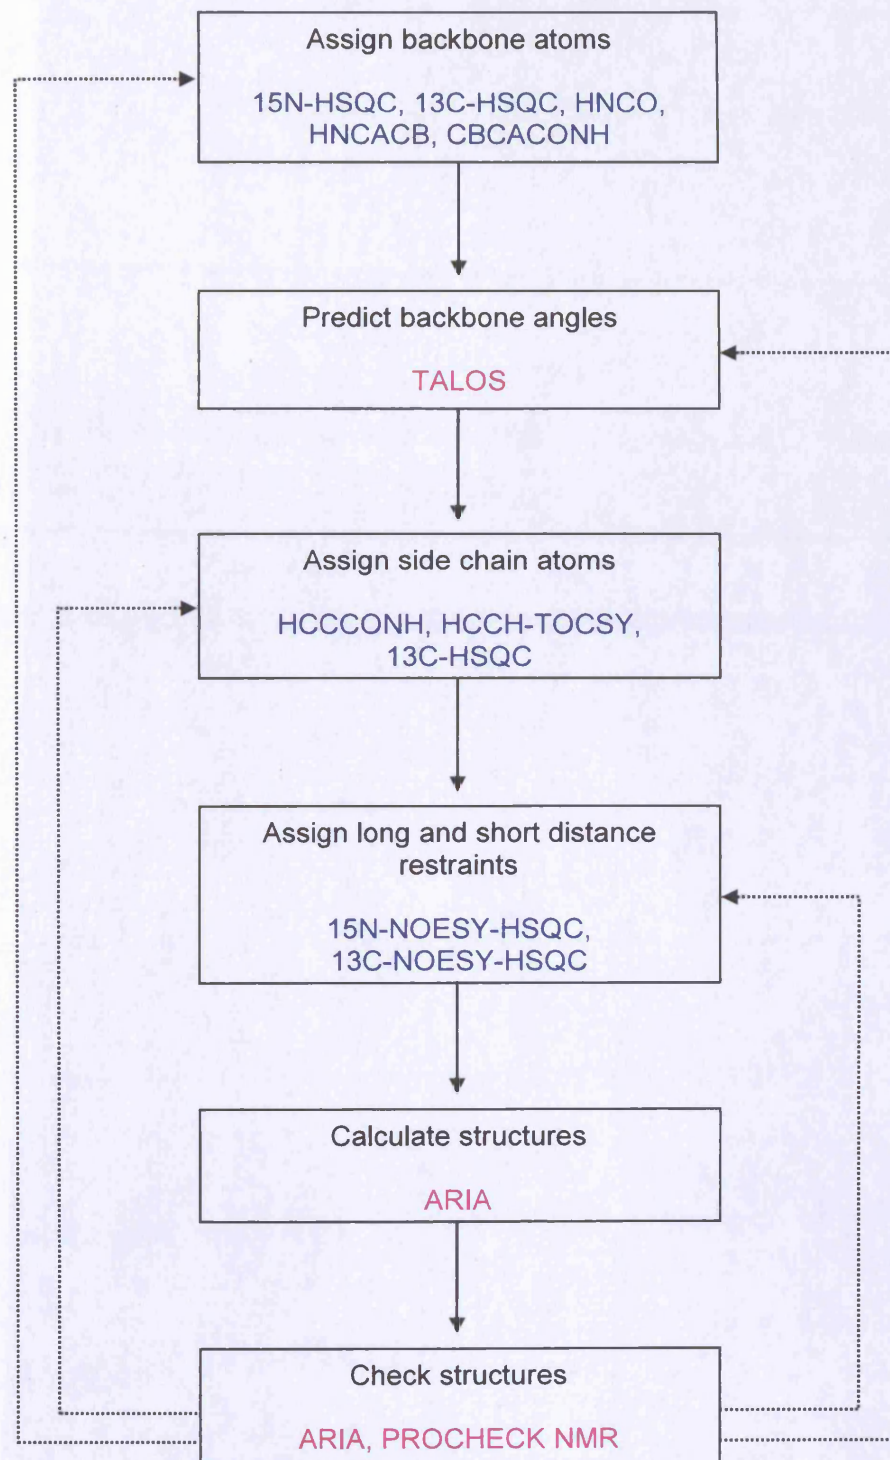 Assign backbone atoms
15N-HSQC, 13C-HSQC, HNCO,
HNCACB, CBCACONH
Predict backbone angles
TALOS
Assign side chain atoms
HCCCONH, HCCH-TOCSY,
13C-HSQC
Assign long and short distance
restraints
15N-NOESY-HSQC,
13C-NOESY-HSQC
Calculate structures
ARIA
Check structures
ARIA, PROCHECK NMR